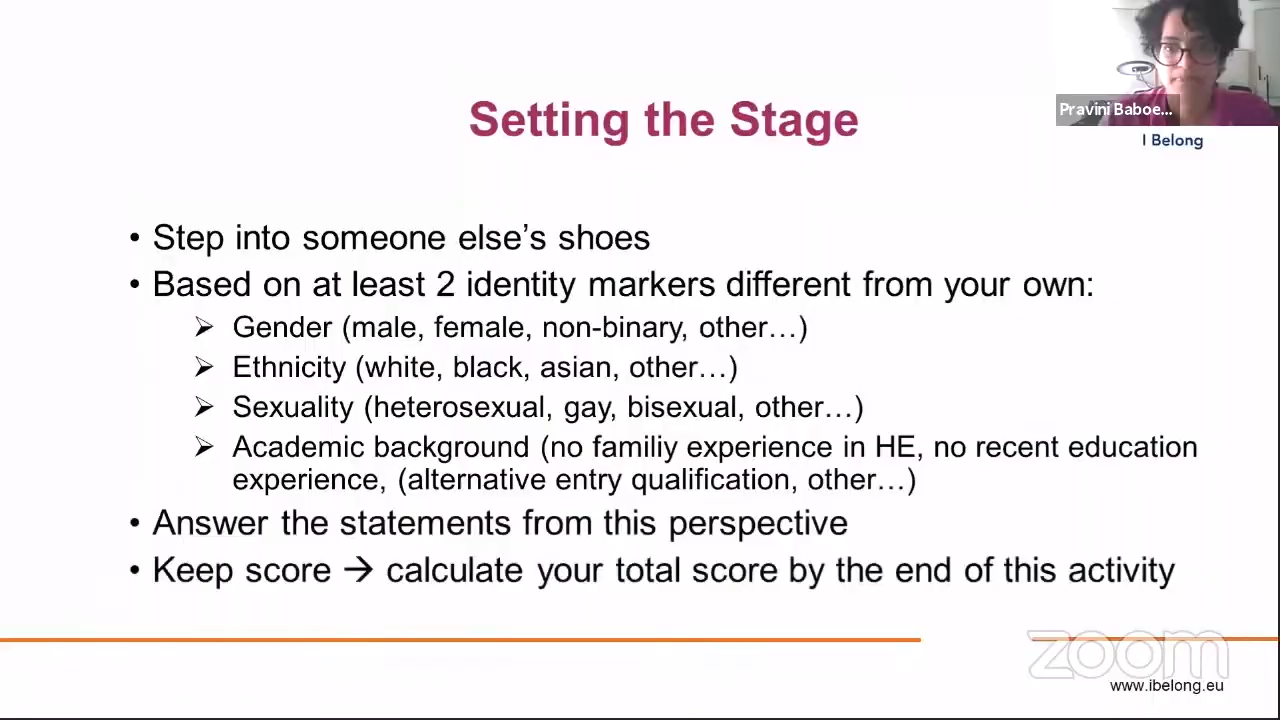 Pravini Baboe...
I Belong
Setting the Stage
• Step into someone else’s shoes
• Based on at least 2 identity markers different from your own:
➢ Gender (male, female, non-binary, other…)
➢ Ethnicity (white, black, asian, other…)
➢ Sexuality (heterosexual, gay, bisexual, other…)
➢ Academic background (no familiy experience in HE, no recent education
experience, (alternative entry qualification, other…)
• Answer the statements from this perspective
• Keep score → calculate your total score by the end of this activity
zoom
www.ibelong.eu